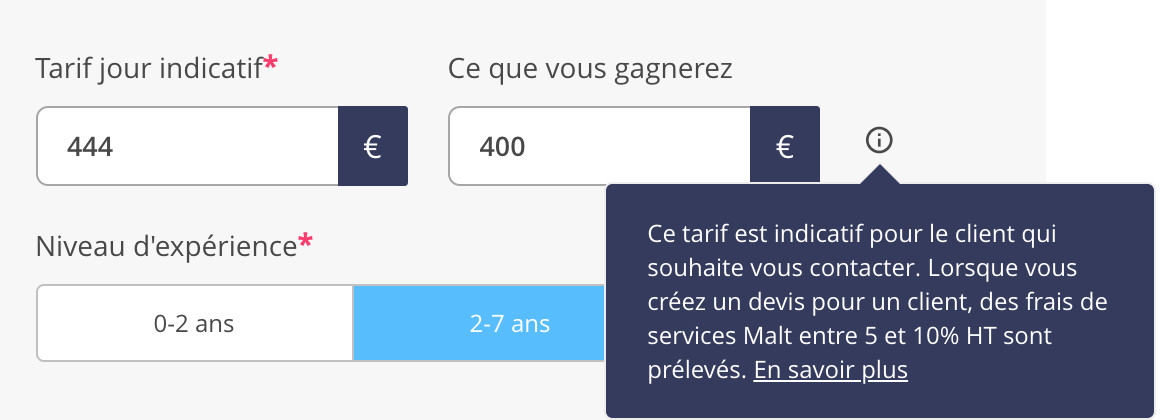 Tarif jour indicatif*
Ce que vous gagnerez
444 €
400 €
Ce tarif est indicatif pour le client qui
souhaite vous contacter. Lorsque vous
créez un devis pour un client, des frais de
services Malt entre 5 et 10% HT sont
prélevés. En savoir plus
Niveau d'expérience*
0-2 ans
2-7 ans